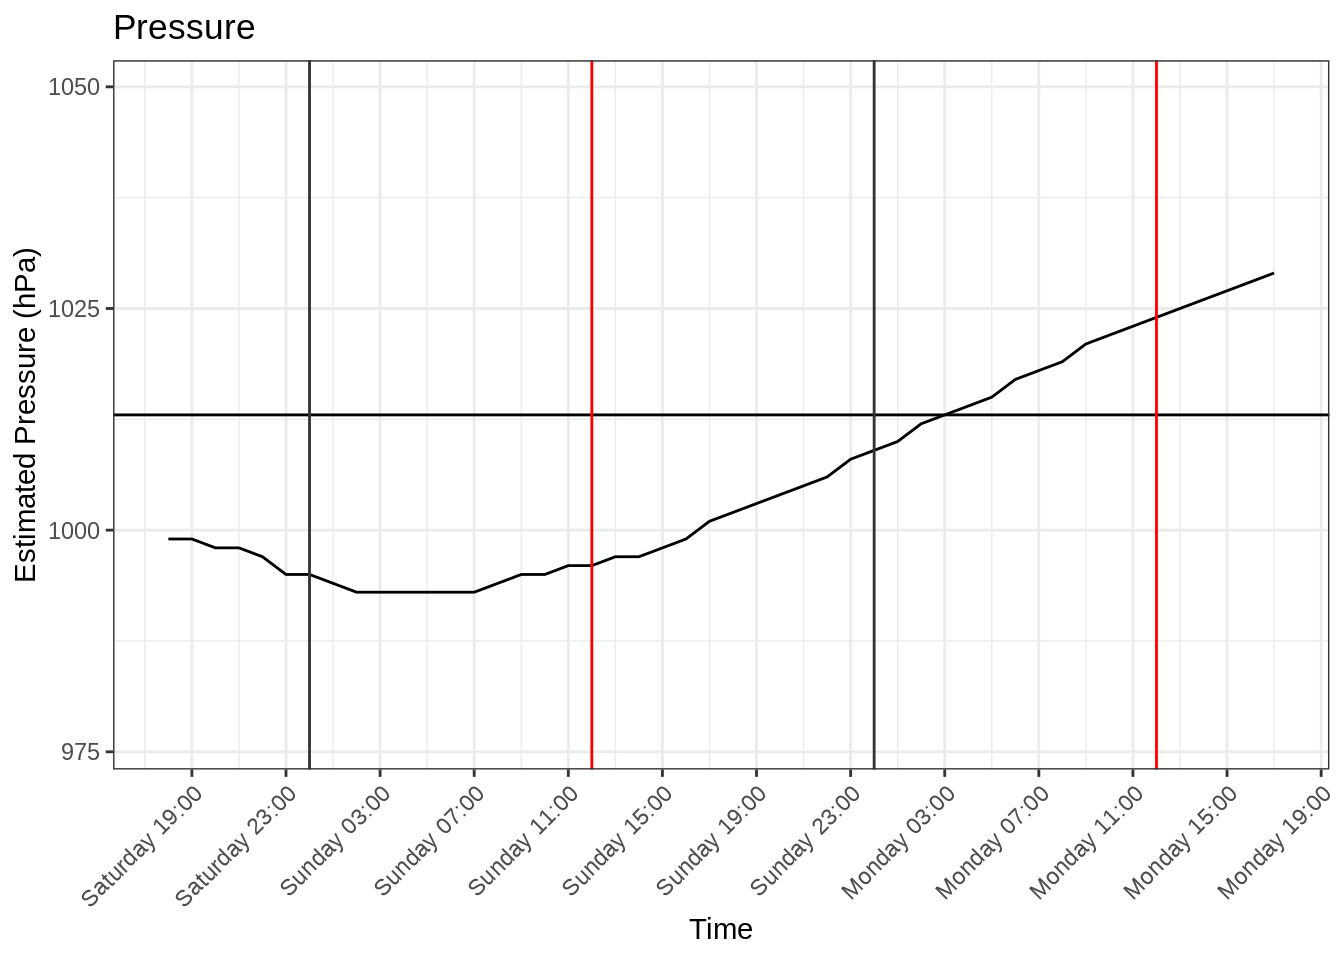 Pressure
Estimated Pressure (hPa)
1050
1025
1000
975
Saturday 19:00
Saturday 23:00
Sunday 03:00
Sunday 07:00
Sunday 11:00
Sunday 15:00
Sunday 19:00
Sunday 23:00
Monday 03:00
Monday 07:00
Monday 11:00
Monday 15:00
Monday 19:00
Time